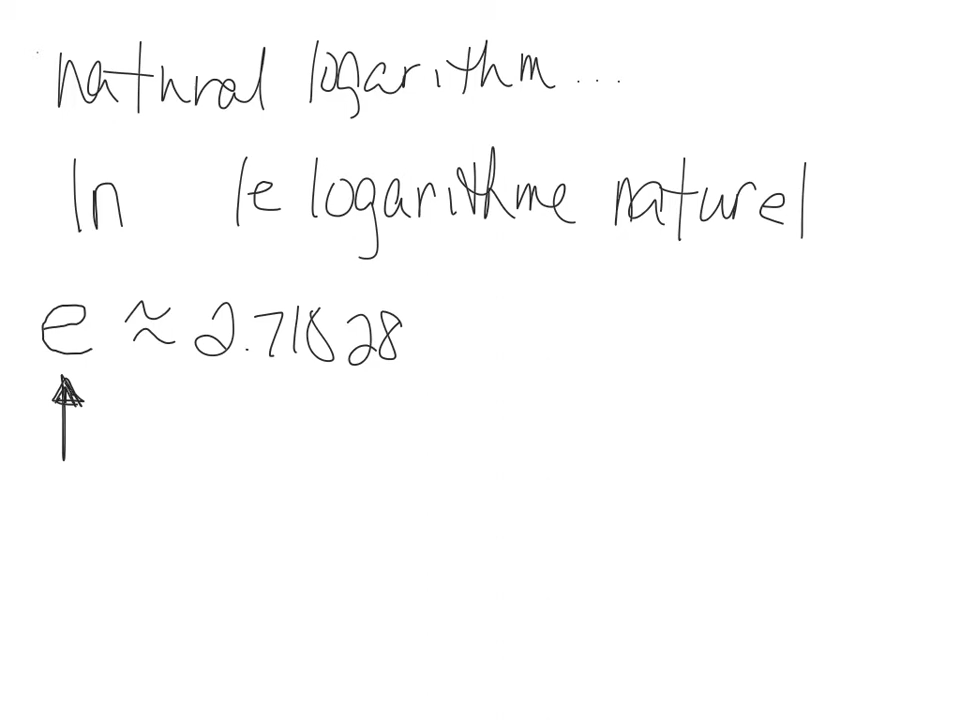 natural logarithm...
ln le logarithme naturel
e ≈ 2.71828